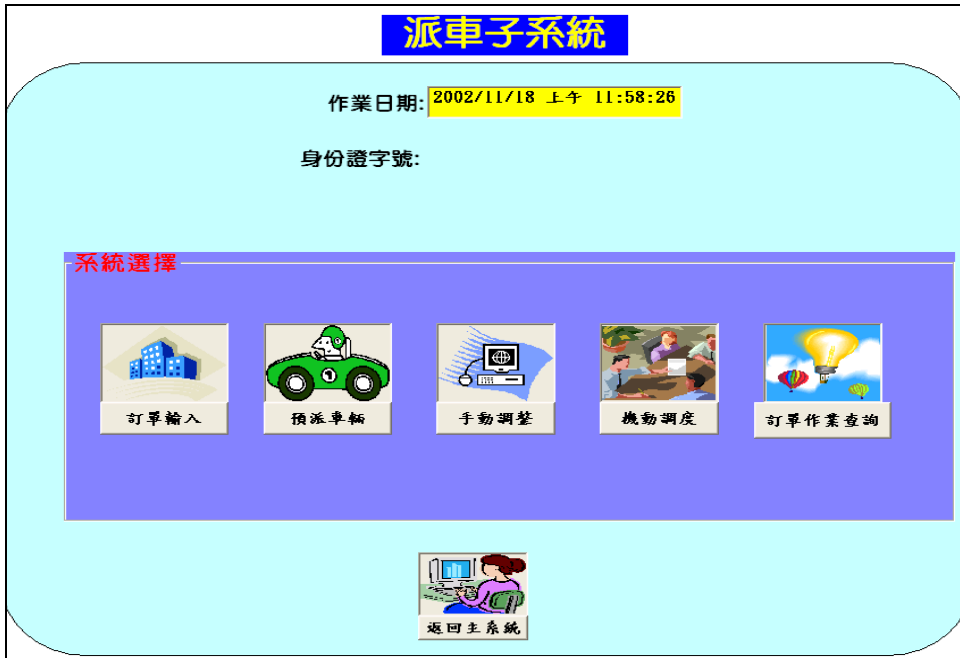 派車子系統
作業日期: 2002/11/18 上午 11:58:26
身份證字號:
系統選擇
訂單輸入 預派車輛 手動調整 機動調度 訂單作業查詢
返回主系統